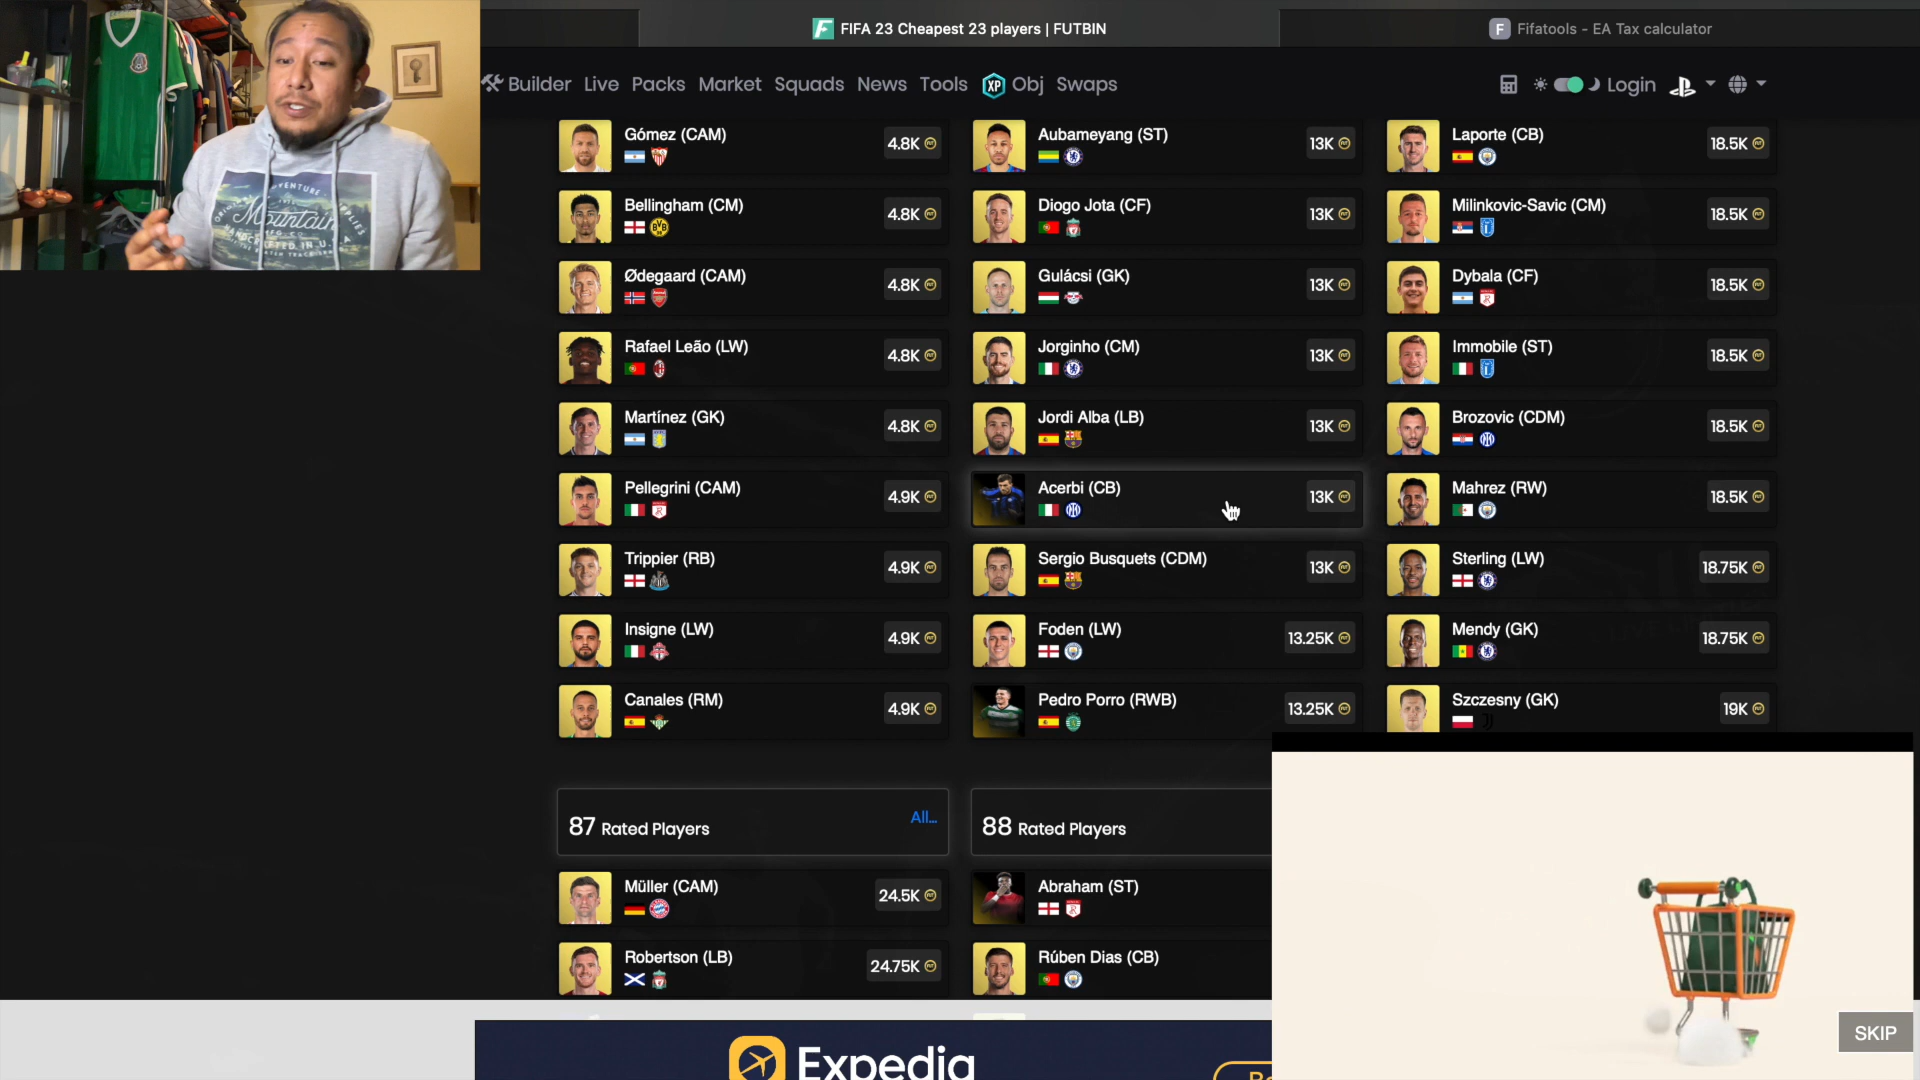 FIFA 23 Cheapest 23 players | FUTBIN
F Fifatools - EA Tax calculator
Builder Live Packs Market Squads News Tools XP Obj Swaps
Login
Gómez (CAM) 4.8K
Aubameyang (ST) 13K
Laporte (CB) 18.5K
Bellingham (CM) 4.8K
Diogo Jota (CF) 13K
Milinkovic-Savic (CM) 18.5K
Ødegaard (CAM) 4.8K
Gulácsi (GK) 13K
Dybala (CF) 18.5K
Rafael Leão (LW) 4.8K
Jorginho (CM) 13K
Immobile (ST) 18.5K
Martínez (GK) 4.8K
Jordi Alba (LB) 13K
Brozovic (CDM) 18.5K
Pellegrini (CAM) 4.9K
Acerbi (CB) 13K
Mahrez (RW) 18.5K
Trippier (RB) 4.9K
Sergio Busquets (CDM) 13K
Sterling (LW) 18.75K
Insigne (LW) 4.9K
Foden (LW) 13.25K
Mendy (GK) 18.75K
Canales (RM) 4.9K
Pedro Porro (RWB) 13.25K
Szczesny (GK) 19K
87 Rated Players All...
88 Rated Players
Müller (CAM) 24.5K
Abraham (ST)
Robertson (LB) 24.75K
Rúben Dias (CB)
Expedia
SKIP
Mountain